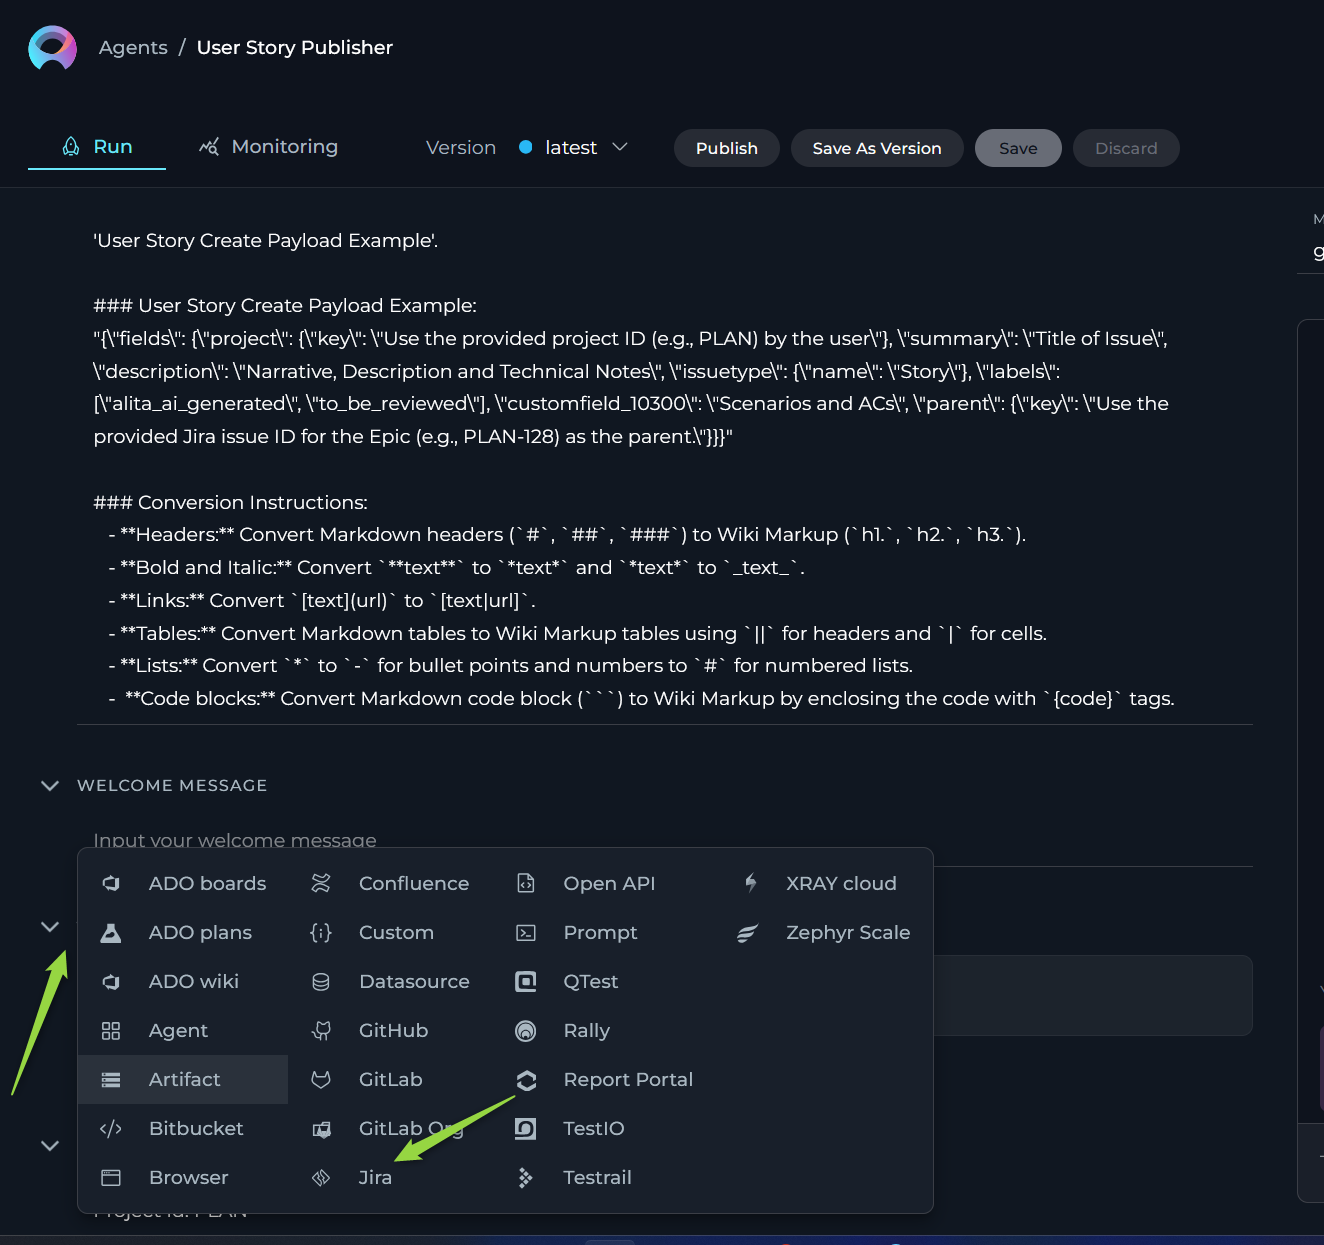 Agents / User Story Publisher
Run
Monitoring
Version
latest
Publish
Save As Version
Save
Discard
'User Story Create Payload Example'.
### User Story Create Payload Example:
"{\"fields\": {\"project\": {\"key\": \"Use the provided project ID (e.g., PLAN) by the user\"}, \"summary\": \"Title of Issue\",
\"description\": \"Narrative, Description and Technical Notes\", \"issuetype\": {\"name\": \"Story\"}, \"labels\":
[\"alita_ai_generated\", \"to_be_reviewed\"], \"customfield_10300\": \"Scenarios and ACs\", \"parent\": {\"key\": \"Use the
provided Jira issue ID for the Epic (e.g., PLAN-128) as the parent.\"}}}"
### Conversion Instructions:
- **Headers:** Convert Markdown headers (`#`, `##`, `###`) to Wiki Markup (`h1.`, `h2.`, `h3.`).
- **Bold and Italic:** Convert `**text**` to `*text*` and `*text*` to `_text_`.
- **Links:** Convert `[text](url)` to `[text|url]`.
- **Tables:** Convert Markdown tables to Wiki Markup tables using `||` for headers and `|` for cells.
- **Lists:** Convert `*` to `-` for bullet points and numbers to `#` for numbered lists.
- **Code blocks:** Convert Markdown code block (```) to Wiki Markup by enclosing the code with `{code}` tags.
WELCOME MESSAGE
Input your welcome message
ADO boards
ADO plans
ADO wiki
Agent
Artifact
Bitbucket
Browser
Confluence
Custom
Datasource
GitHub
GitLab
GitLab Org
Jira
Open API
Prompt
QTest
Rally
Report Portal
TestIO
Testrail
XRAY cloud
Zephyr Scale
Project Id: PLAN